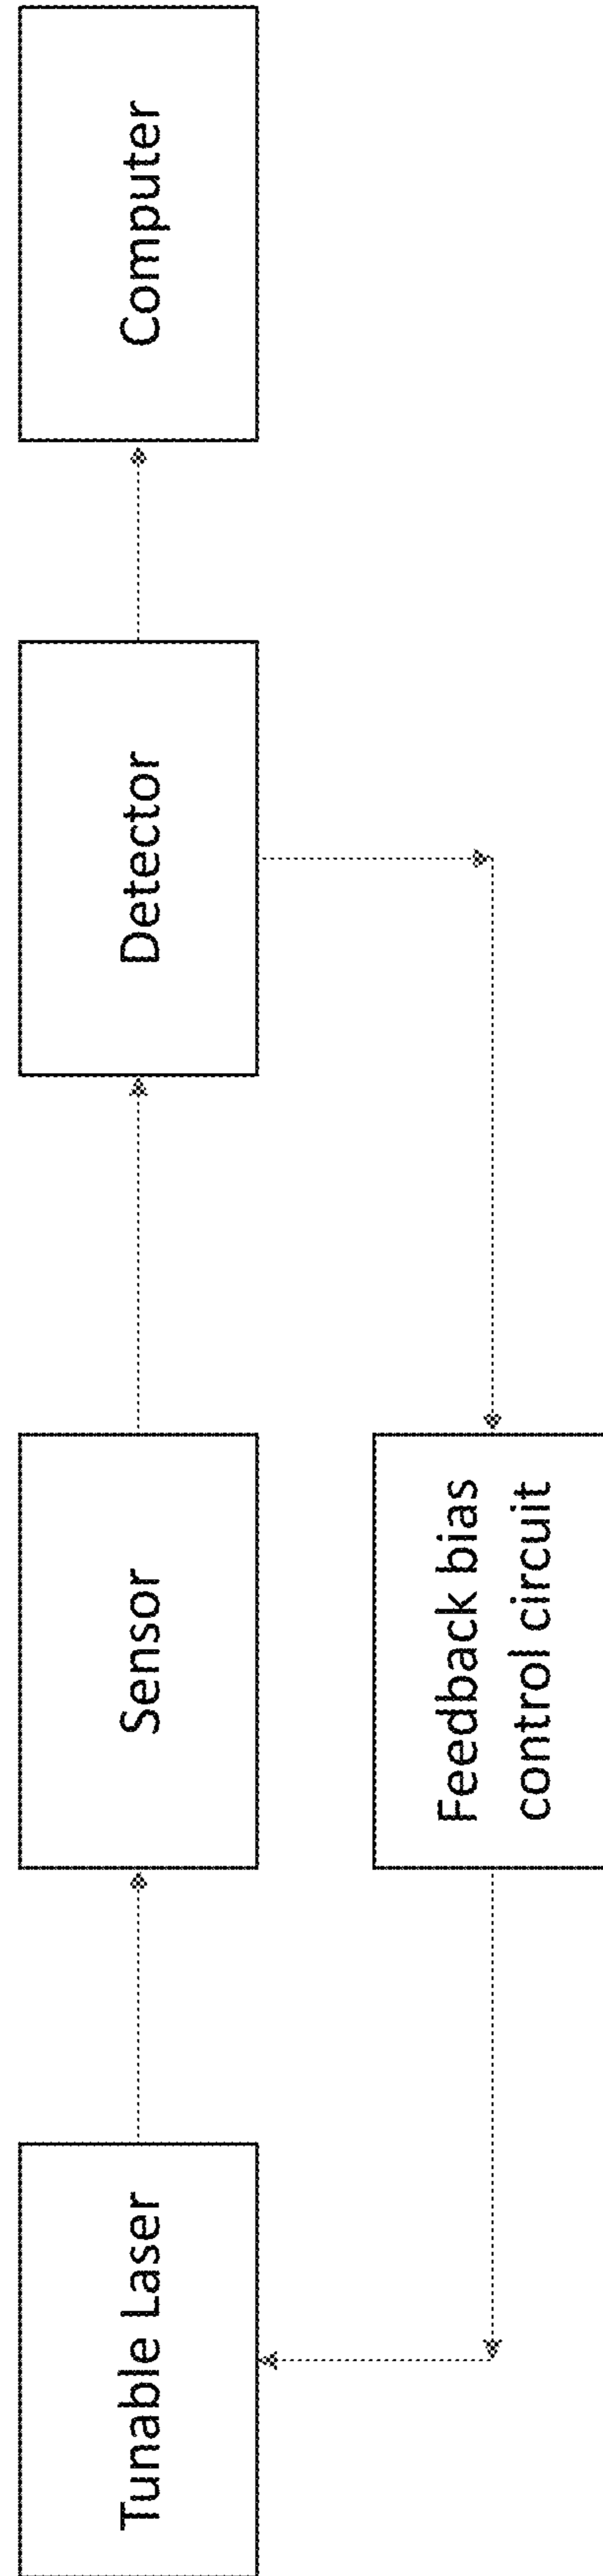 Tunable Laser
Sensor
Detector
Computer
Feedback bias
control circuit